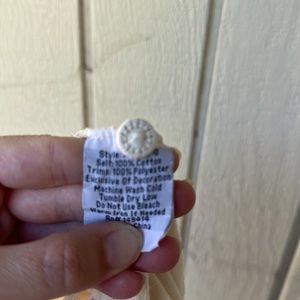 Style
Self: 100% Cotton
Trim: 100% Polyester
Exclusive Of Decoration
Machine Wash Cold
Tumble Dry Low
Do Not Use Bleach
Warm Iron If Needed
China